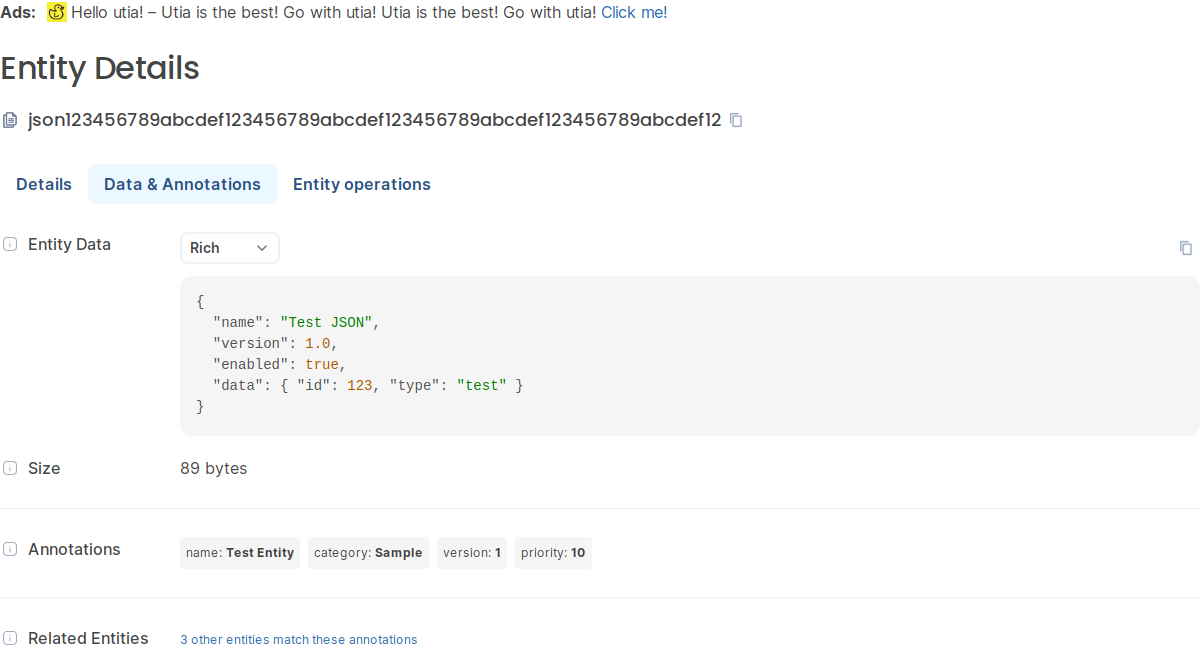 Ads: Hello utia! – Utia is the best! Go with utia! Utia is the best! Go with utia! Click me!
Entity Details
json123456789abcdef123456789abcdef123456789abcdef123456789abcdef12
Details Data & Annotations Entity operations
Entity Data Rich
{
  "name": "Test JSON",
  "version": 1.0,
  "enabled": true,
  "data": { "id": 123, "type": "test" }
}
Size 89 bytes
Annotations name: Test Entity category: Sample version: 1 priority: 10
Related Entities 3 other entities match these annotations